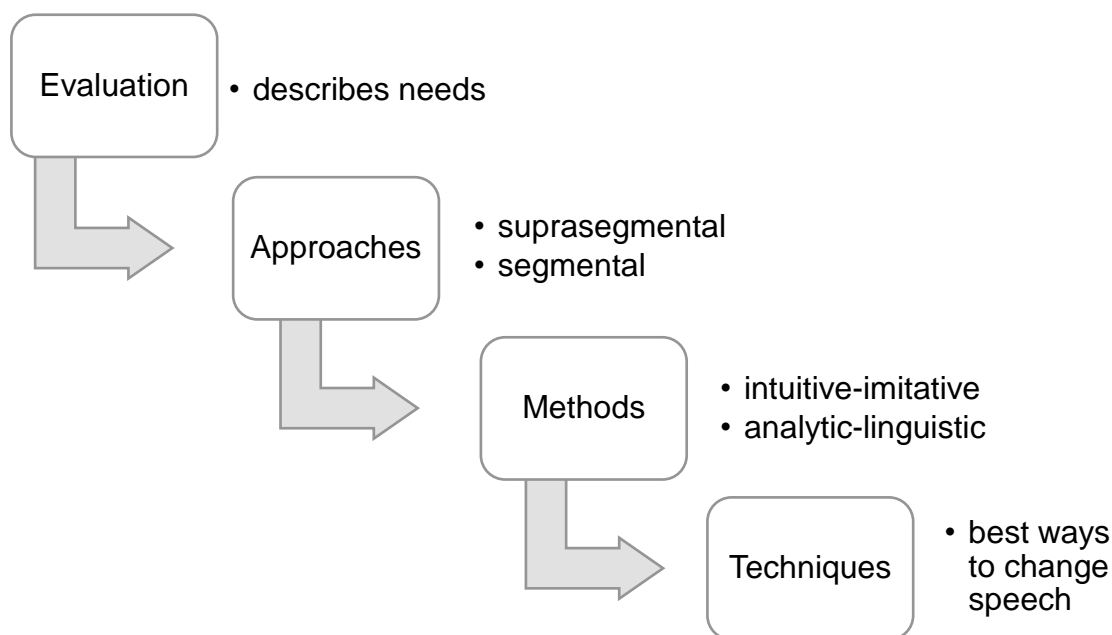 Evaluation
• describes needs
Approaches
• suprasegmental
• segmental
Methods
• intuitive-imitative
• analytic-linguistic
Techniques
• best ways
to change
speech